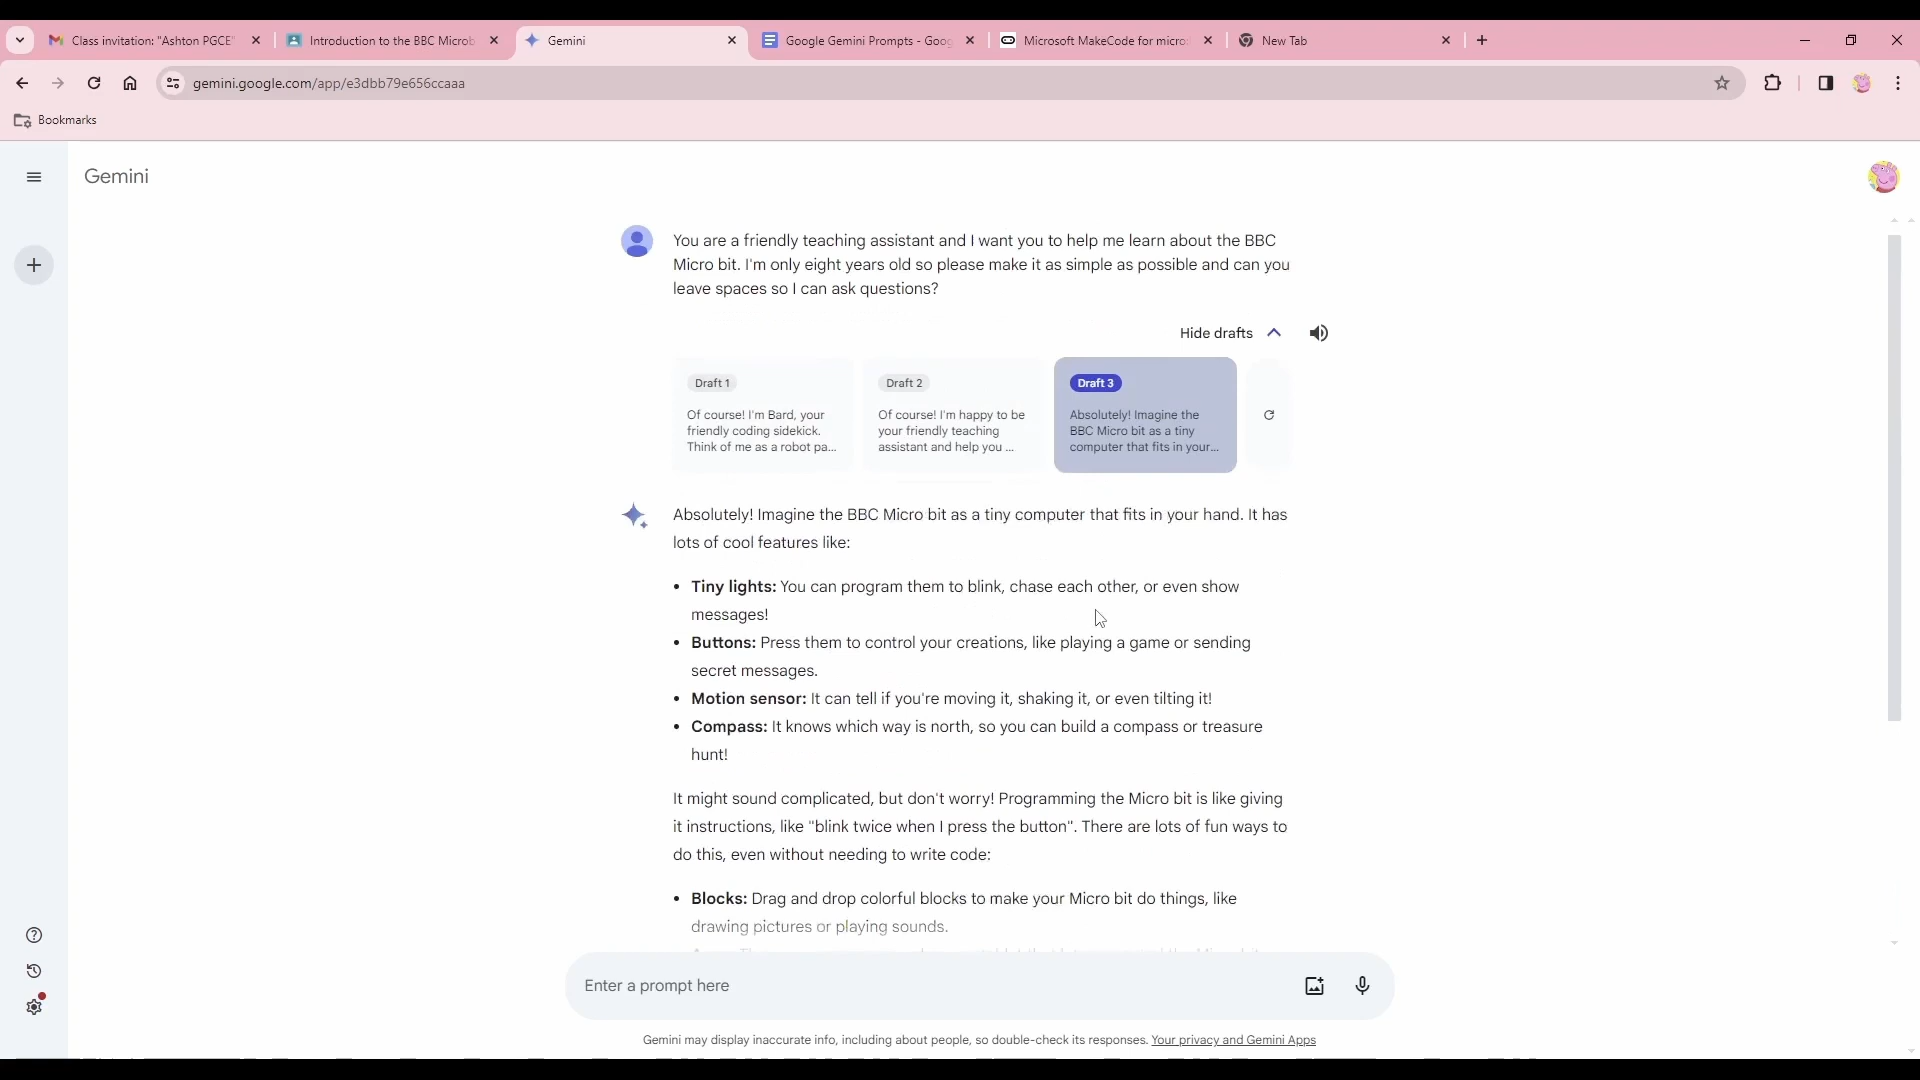 Class invitation: "Ashton PGCE"
Introduction to the BBC Microb
Gemini
Google Gemini Prompts - Goog
Microsoft MakeCode for micro:
New Tab
gemini.google.com/app/e3dbb79e656ccaaa
Bookmarks
Gemini
You are a friendly teaching assistant and I want you to help me learn about the BBC
Micro bit. I'm only eight years old so please make it as simple as possible and can you
leave spaces so I can ask questions?
Hide drafts
Draft 1
Of course! I'm Bard, your
friendly coding sidekick.
Think of me as a robot pa...
Draft 2
Of course! I'm happy to be
your friendly teaching
assistant and help you ...
Draft 3
Absolutely! Imagine the
BBC Micro bit as a tiny
computer that fits in your...
Absolutely! Imagine the BBC Micro bit as a tiny computer that fits in your hand. It has
lots of cool features like:
• Tiny lights: You can program them to blink, chase each other, or even show
messages!
• Buttons: Press them to control your creations, like playing a game or sending
secret messages.
• Motion sensor: It can tell if you're moving it, shaking it, or even tilting it!
• Compass: It knows which way is north, so you can build a compass or treasure
hunt!
It might sound complicated, but don't worry! Programming the Micro bit is like giving
it instructions, like "blink twice when I press the button". There are lots of fun ways to
do this, even without needing to write code:
• Blocks: Drag and drop colorful blocks to make your Micro bit do things, like
drawing pictures or playing sounds.
Enter a prompt here
Gemini may display inaccurate info, including about people, so double-check its responses. Your privacy and Gemini Apps